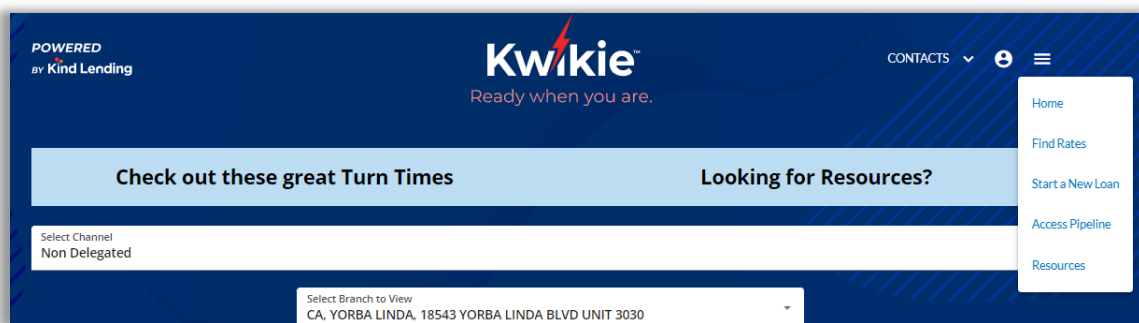 POWERED
BY Kind Lending
Kwikie™
Ready when you are.
CONTACTS
Home
Find Rates
Start a New Loan
Access Pipeline
Resources
Check out these great Turn Times
Looking for Resources?
Select Channel
Non Delegated
Select Branch to View
CA, YORBA LINDA, 18543 YORBA LINDA BLVD UNIT 3030